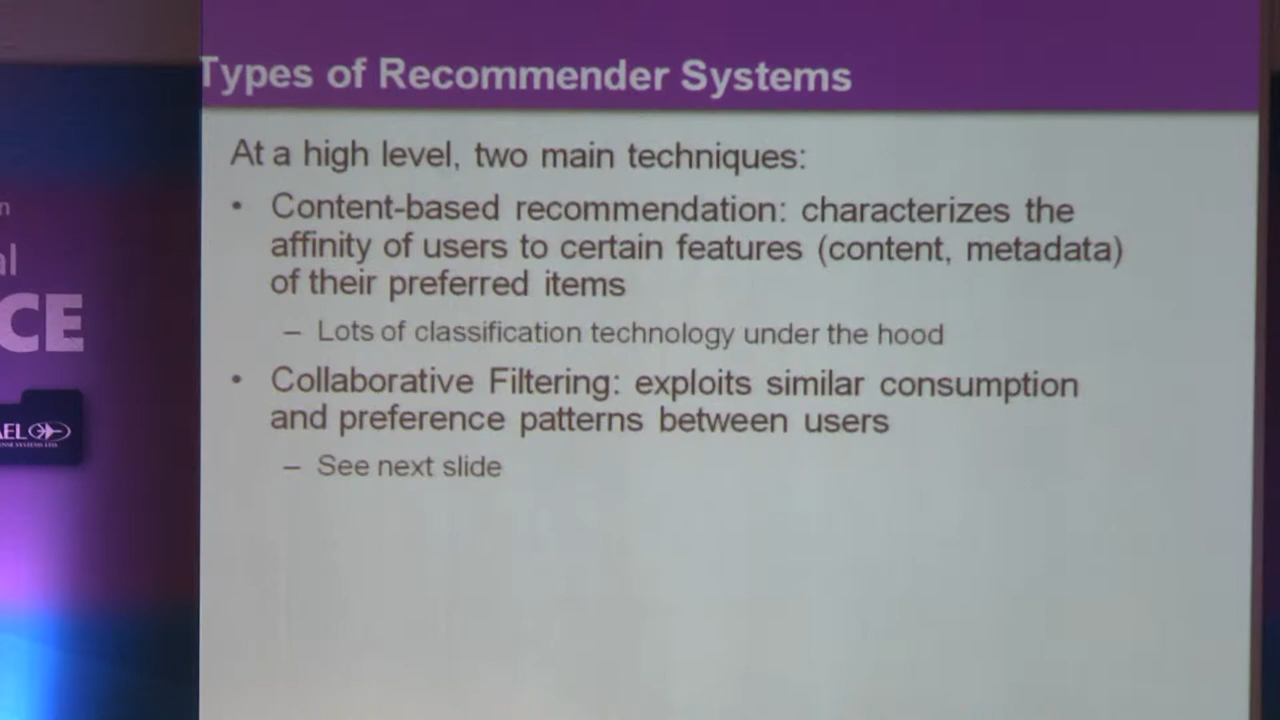 Types of Recommender Systems
At a high level, two main techniques:
• Content-based recommendation: characterizes the
affinity of users to certain features (content, metadata)
of their preferred items
– Lots of classification technology under the hood
• Collaborative Filtering: exploits similar consumption
and preference patterns between users
– See next slide
n
al
CE
AEL